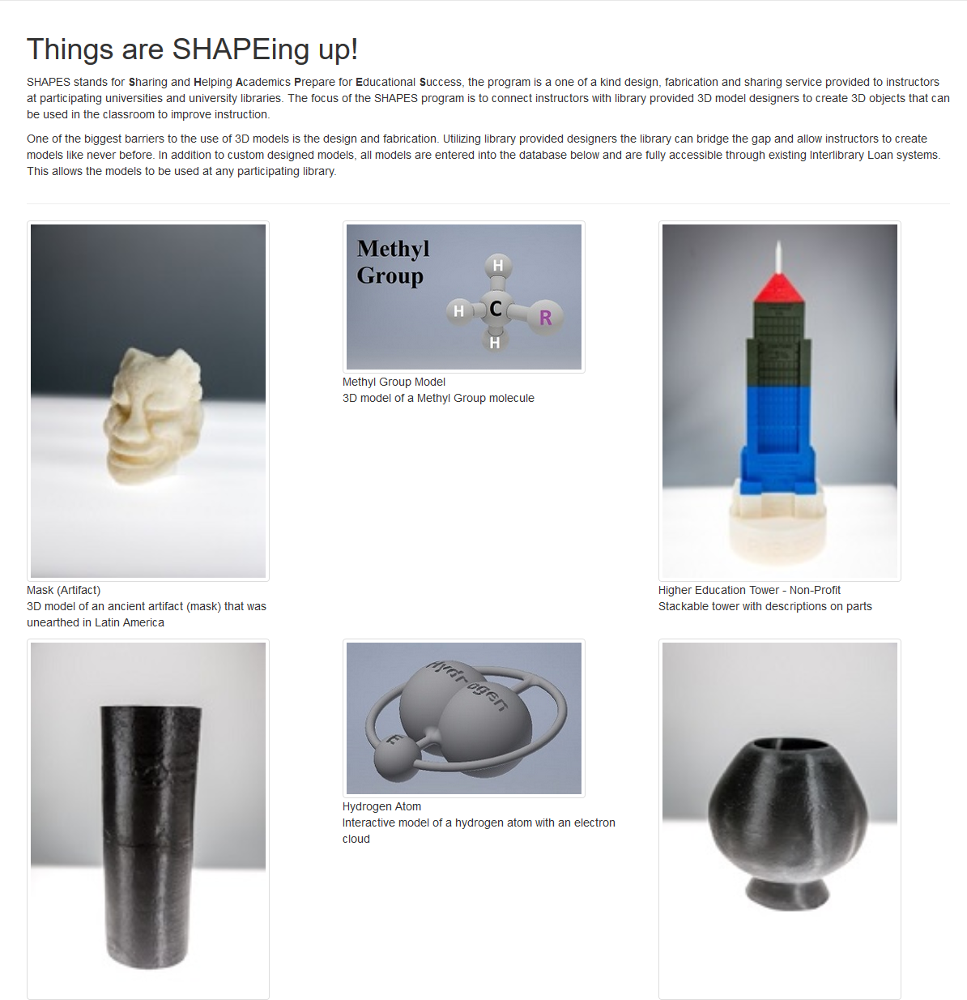 Things are SHAPEing up!
SHAPES stands for Sharing and Helping Academics Prepare for Educational Success, the program is a one of a kind design, fabrication and sharing service provided to instructors
at participating universities and university libraries. The focus of the SHAPES program is to connect instructors with library provided 3D model designers to create 3D objects that can
be used in the classroom to improve instruction.
One of the biggest barriers to the use of 3D models is the design and fabrication. Utilizing library provided designers the library can bridge the gap and allow instructors to create
models like never before. In addition to custom designed models, all models are entered into the database below and are fully accessible through existing Interlibrary Loan systems.
This allows the models to be used at any participating library.
Methyl
Group
H
H
C
R
H
Methyl Group Model
3D model of a Methyl Group molecule
Mask (Artifact)
3D model of an ancient artifact (mask) that was
unearthed in Latin America
Higher Education Tower - Non-Profit
Stackable tower with descriptions on parts
Hydrogen
Hydrogen Atom
Interactive model of a hydrogen atom with an electron
cloud